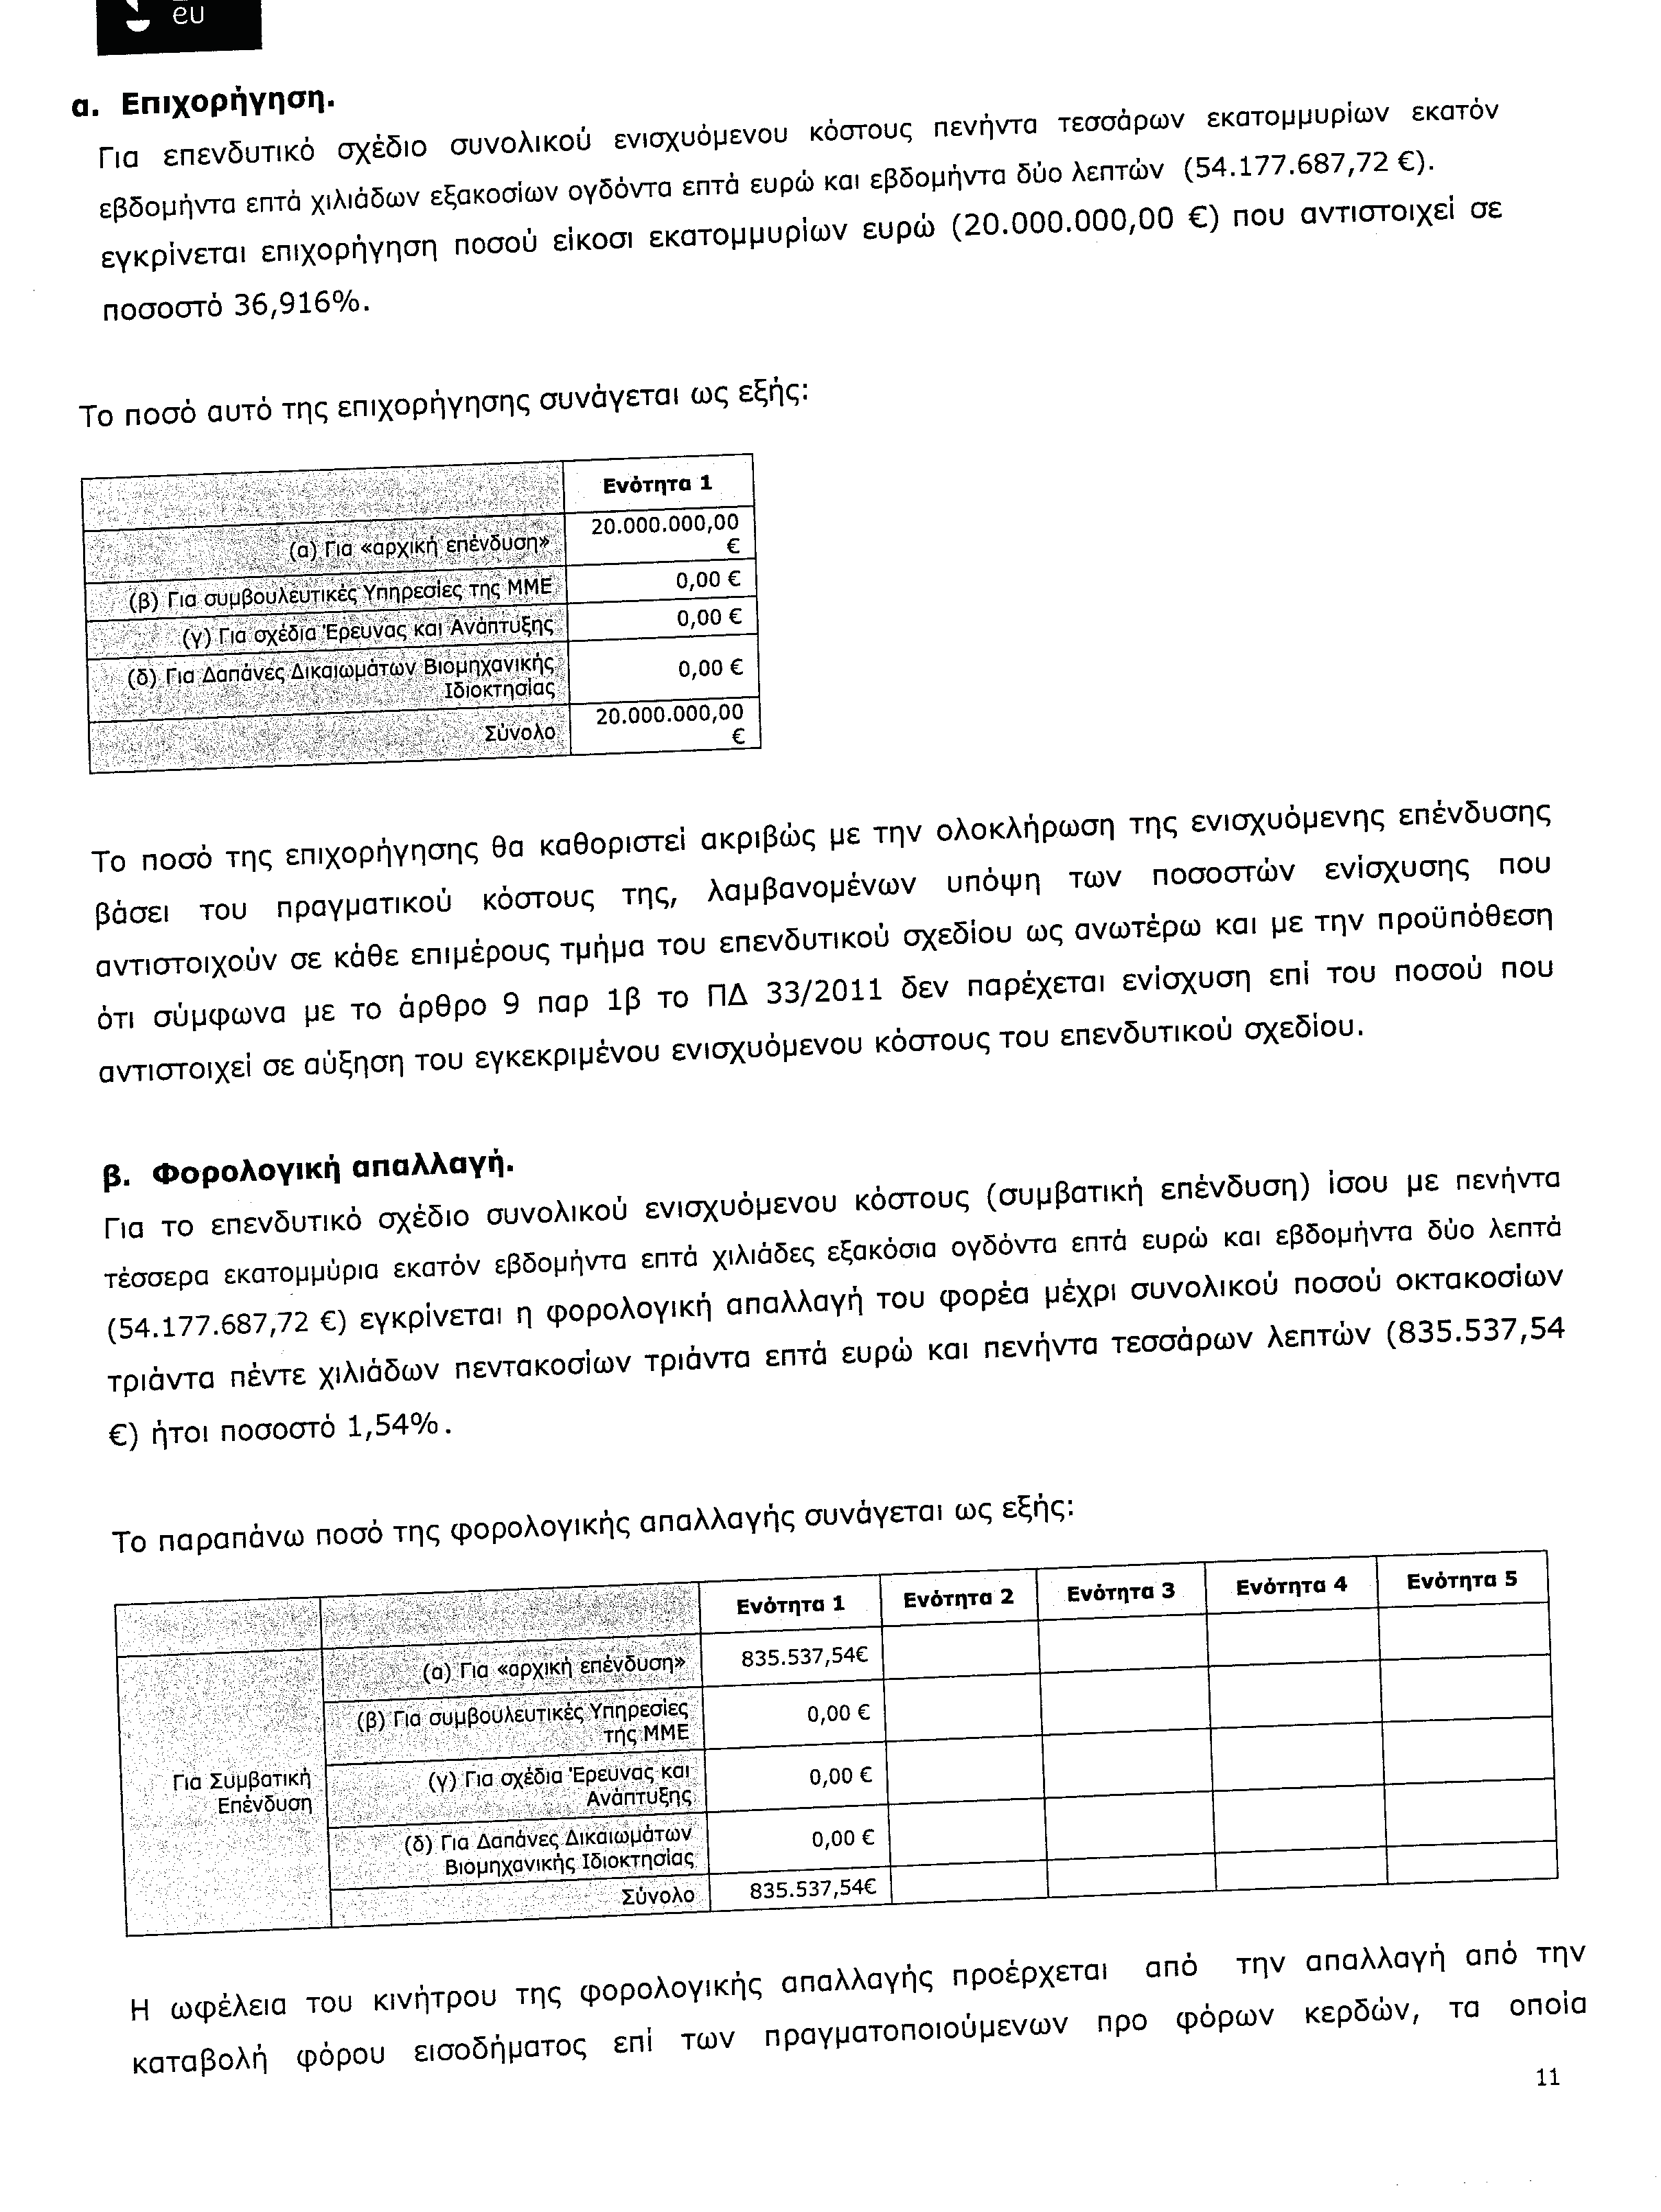 eu
α. Επιχορήγηση.
Για επενδυτικό σχέδιο συνολικού ενισχυόμενου κόστους πενήντα τεσσάρων εκατομμυρίων εκατόν
εβδομήντα επτά χιλιάδων εξακοσίων ογδόντα επτά ευρώ και εβδομήντα δύο λεπτών (54.177.687,72 €).
εγκρίνεται επιχορήγηση ποσού είκοσι εκατομμυρίων ευρώ (20.000.000,00 €) που αντιστοιχεί σε
ποσοστό 36,916%.
Το ποσό αυτό της επιχορήγησης συνάγεται ως εξής:
Ενότητα 1
(α) Για «αρχική επένδυση» 20.000.000,00
€
(β) Για συμβουλευτικές Υπηρεσίες της ΜΜΕ 0,00 €
(γ) Για σχέδια Έρευνας και Ανάπτυξης 0,00 €
(δ) Για Δαπάνες Δικαιωμάτων Βιομηχανικής
Ιδιοκτησίας 0,00 €
Σύνολο 20.000.000,00
€
Το ποσό της επιχορήγησης θα καθοριστεί ακριβώς με την ολοκλήρωση της ενισχυόμενης επένδυσης
βάσει του πραγματικού κόστους της, λαμβανομένων υπόψη των ποσοστών ενίσχυσης που
αντιστοιχούν σε κάθε επιμέρους τμήμα του επενδυτικού σχεδίου ως ανωτέρω και με την προϋπόθεση
ότι σύμφωνα με το άρθρο 9 παρ 1β το ΠΔ 33/2011 δεν παρέχεται ενίσχυση επί του ποσού που
αντιστοιχεί σε αύξηση του εγκεκριμένου ενισχυόμενου κόστους του επενδυτικού σχεδίου.
β. Φορολογική απαλλαγή.
Για το επενδυτικό σχέδιο συνολικού ενισχυόμενου κόστους (συμβατική επένδυση) ίσου με πενήντα
τέσσερα εκατομμύρια εκατόν εβδομήντα επτά χιλιάδες εξακόσια ογδόντα επτά ευρώ και εβδομήντα δύο λεπτά
(54.177.687,72 €) εγκρίνεται η φορολογική απαλλαγή του φορέα μέχρι συνολικού ποσού οκτακοσίων
τριάντα πέντε χιλιάδων πεντακοσίων τριάντα επτά ευρώ και πενήντα τεσσάρων λεπτών (835.537,54
€) ήτοι ποσοστό 1,54%.
Το παραπάνω ποσό της φορολογικής απαλλαγής συνάγεται ως εξής:
Ενότητα 1 Ενότητα 2 Ενότητα 3 Ενότητα 4 Ενότητα 5
Για Συμβατική
Επένδυση
(α) Για «αρχική επένδυση» 835.537,54€
(β) Για συμβουλευτικές Υπηρεσίες
της ΜΜΕ 0,00 €
(γ) Για σχέδια Έρευνας και
Ανάπτυξης 0,00 €
(δ) Για Δαπάνες Δικαιωμάτων
Βιομηχανικής Ιδιοκτησίας 0,00 €
Σύνολο 835.537,54€
Η ωφέλεια του κινήτρου της φορολογικής απαλλαγής προέρχεται από την απαλλαγή από την
καταβολή φόρου εισοδήματος επί των πραγματοποιούμενων προ φόρων κερδών, τα οποία
11